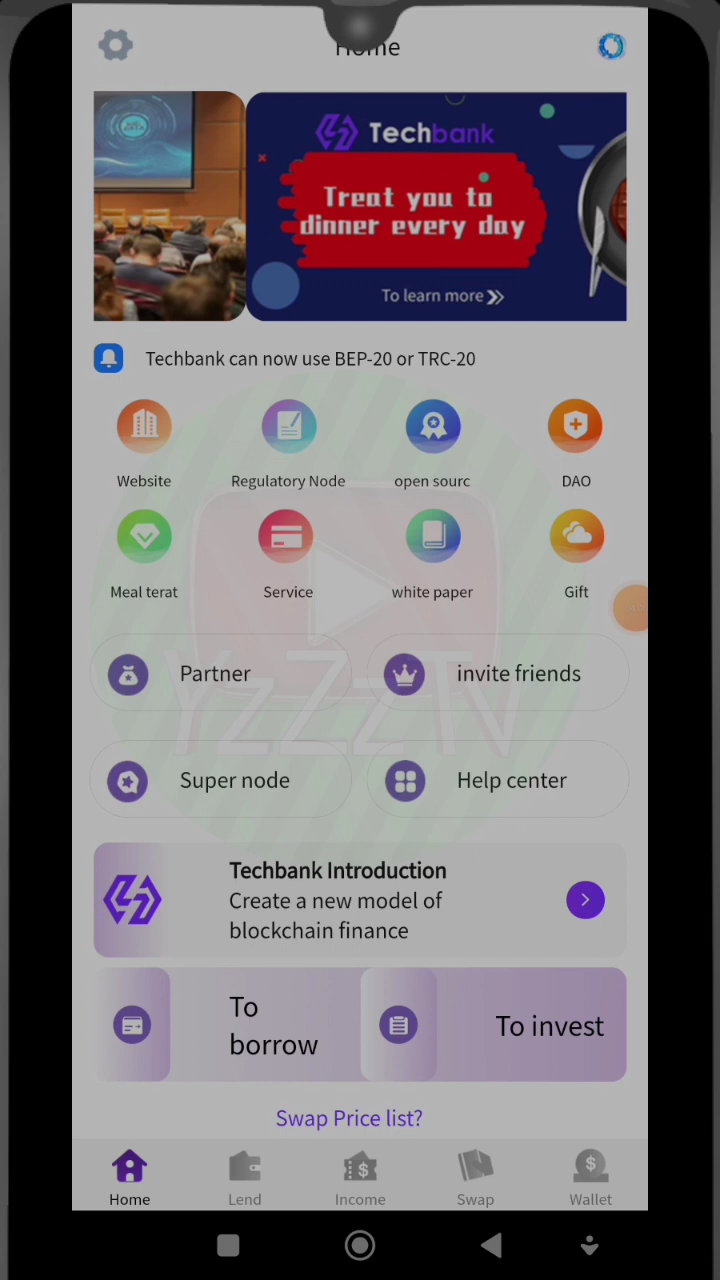 Home
Techbank
Treat you to
dinner every day
To learn more
Techbank can now use BEP-20 or TRC-20
Website
Regulatory Node
open sourc
DAO
Meal terat
Service
white paper
Gift
Partner
invite friends
YzZzTV
Super node
Help center
Techbank Introduction
Create a new model of
blockchain finance
To
borrow
To invest
Swap Price list?
Home
Lend
Income
Swap
Wallet